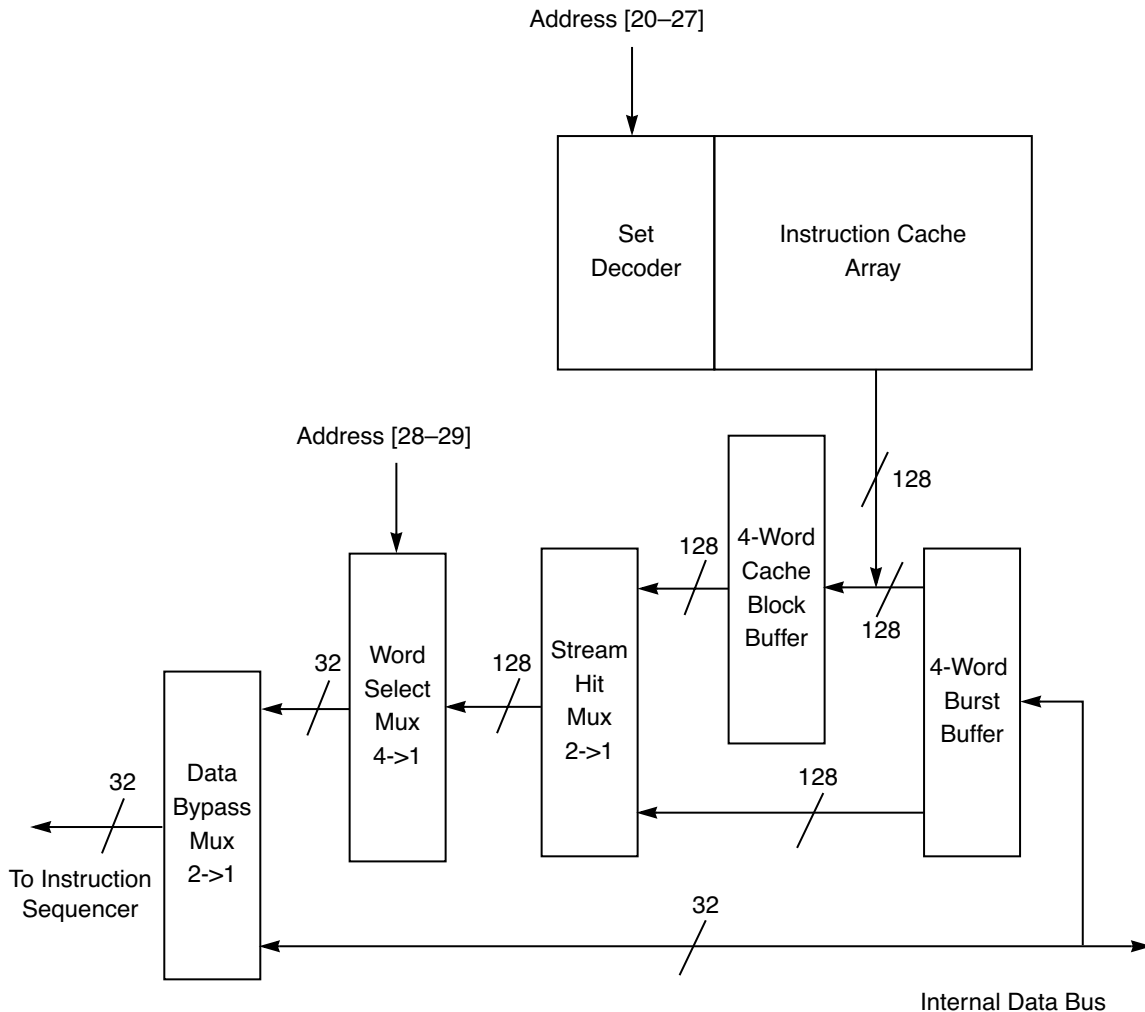 Address [20–27]
Set
Decoder
Instruction Cache
Array
Address [28–29]
128
4-Word
Cache
Block
Buffer
128
128
4-Word
Burst
Buffer
Stream
Hit
Mux
2->1
128
128
Word
Select
Mux
4->1
32
Data
Bypass
Mux
2->1
32
To Instruction
Sequencer
32
Internal Data Bus